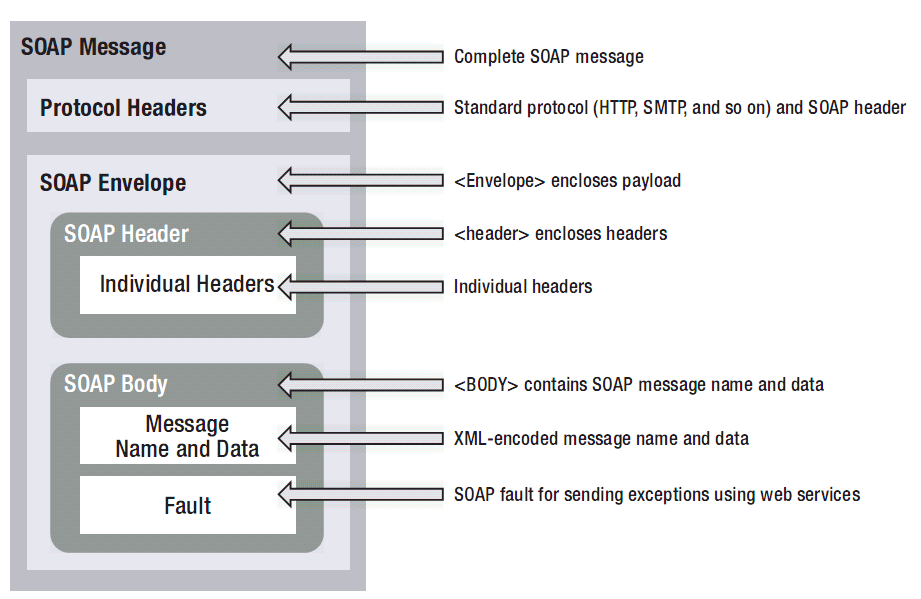 SOAP Message
Complete SOAP message
Protocol Headers
Standard protocol (HTTP, SMTP, and so on) and SOAP header
SOAP Envelope
<Envelope> encloses payload
SOAP Header
<header> encloses headers
Individual Headers
Individual headers
SOAP Body
<BODY> contains SOAP message name and data
Message
Name and Data
XML-encoded message name and data
Fault
SOAP fault for sending exceptions using web services